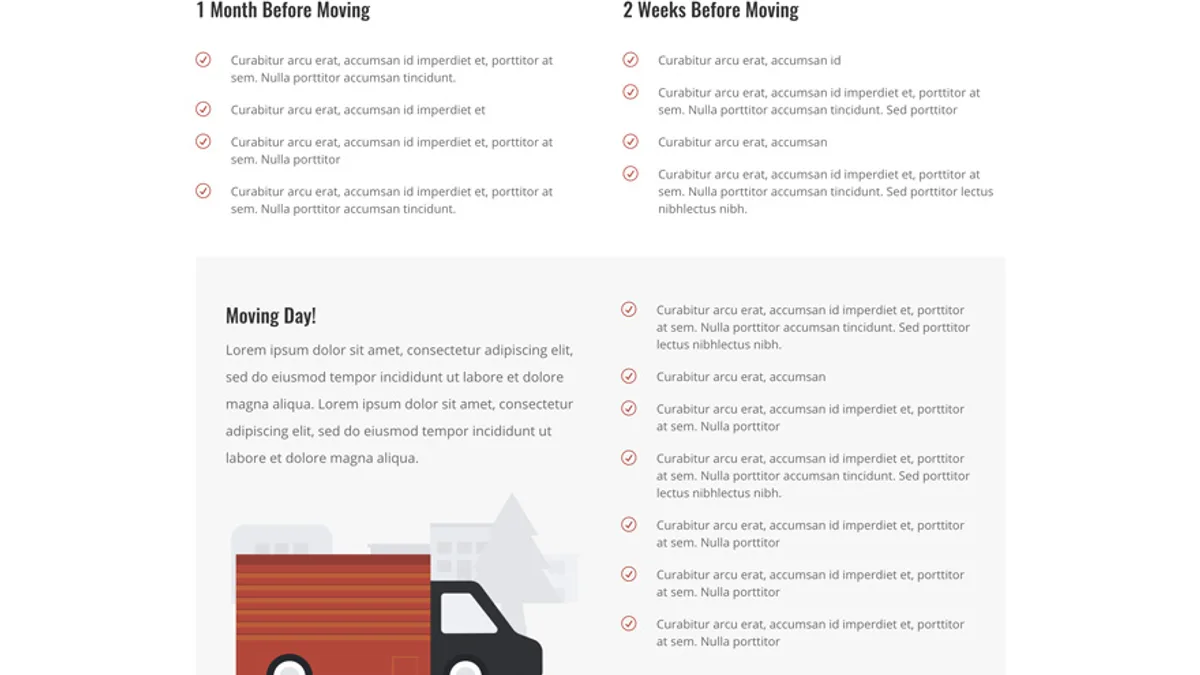 1 Month Before Moving
Curabitur arcu erat, accumsan id imperdiet et, porttitor at
sem. Nulla porttitor accumsan tincidunt.
Curabitur arcu erat, accumsan id imperdiet et
Curabitur arcu erat, accumsan id imperdiet et, porttitor at
sem. Nulla porttitor
Curabitur arcu erat, accumsan id imperdiet et, porttitor at
sem. Nulla porttitor accumsan tincidunt.
2 Weeks Before Moving
Curabitur arcu erat, accumsan id
Curabitur arcu erat, accumsan id imperdiet et, porttitor at
sem. Nulla porttitor accumsan tincidunt. Sed porttitor
Curabitur arcu erat, accumsan
Curabitur arcu erat, accumsan id imperdiet et, porttitor at
sem. Nulla porttitor accumsan tincidunt. Sed porttitor lectus
nibhlectus nibh.
Moving Day!
Lorem ipsum dolor sit amet, consectetur adipiscing elit,
sed do eiusmod tempor incididunt ut labore et dolore
magna aliqua. Lorem ipsum dolor sit amet, consectetur
adipiscing elit, sed do eiusmod tempor incididunt ut
labore et dolore magna aliqua.
Curabitur arcu erat, accumsan id imperdiet et, porttitor
at sem. Nulla porttitor accumsan tincidunt. Sed porttitor
lectus nibhlectus nibh.
Curabitur arcu erat, accumsan
Curabitur arcu erat, accumsan id imperdiet et, porttitor
at sem. Nulla porttitor
Curabitur arcu erat, accumsan id imperdiet et, porttitor
at sem. Nulla porttitor accumsan tincidunt. Sed porttitor
lectus nibhlectus nibh.
Curabitur arcu erat, accumsan id imperdiet et, porttitor
at sem. Nulla porttitor
Curabitur arcu erat, accumsan id imperdiet et, porttitor
at sem. Nulla porttitor
Curabitur arcu erat, accumsan id imperdiet et, porttitor
at sem. Nulla porttitor